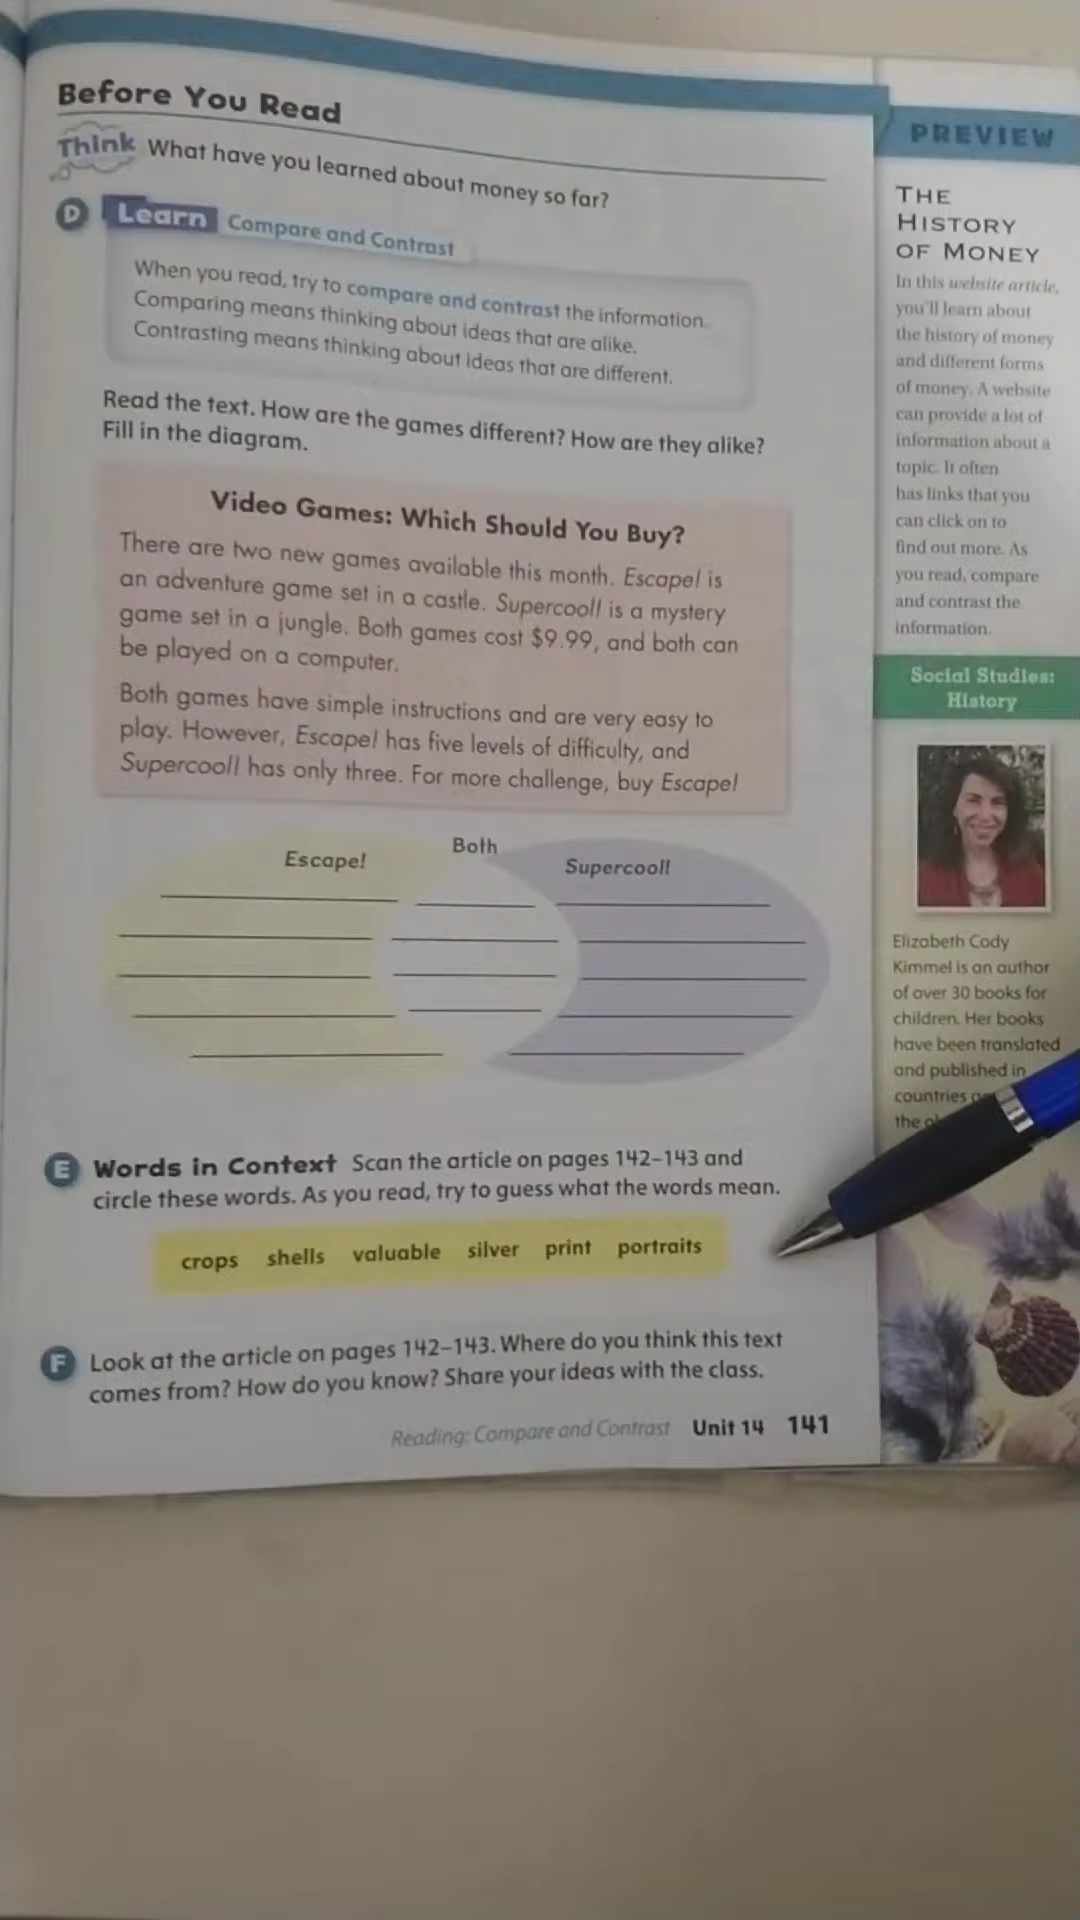 Before You Read
Think What have you learned about money so far?
D Learn Compare and Contrast
When you read, try to compare and contrast the information.
Comparing means thinking about ideas that are alike.
Contrasting means thinking about ideas that are different.
Read the text. How are the games different? How are they alike?
Fill in the diagram.
Video Games: Which Should You Buy?
There are two new games available this month. Escape! is
an adventure game set in a castle. Supercool! is a mystery
game set in a jungle. Both games cost $9.99, and both can
be played on a computer.
Both games have simple instructions and are very easy to
play. However, Escape! has five levels of difficulty, and
Supercool! has only three. For more challenge, buy Escape!
Escape!
Both
Supercool!
E Words in Context Scan the article on pages 142–143 and
circle these words. As you read, try to guess what the words mean.
crops shells valuable silver print portraits
F Look at the article on pages 142–143. Where do you think this text
comes from? How do you know? Share your ideas with the class.
Reading: Compare and Contrast Unit 14 141
PREVIEW
THE
HISTORY
OF MONEY
In this website article,
you'll learn about
the history of money
and different forms
of money. A website
can provide a lot of
information about a
topic. It often
has links that you
can click on to
find out more. As
you read, compare
and contrast the
information.
Social Studies:
History
Elizabeth Cody
Kimmel is an author
of over 30 books for
children. Her books
have been translated
and published in
countries
the